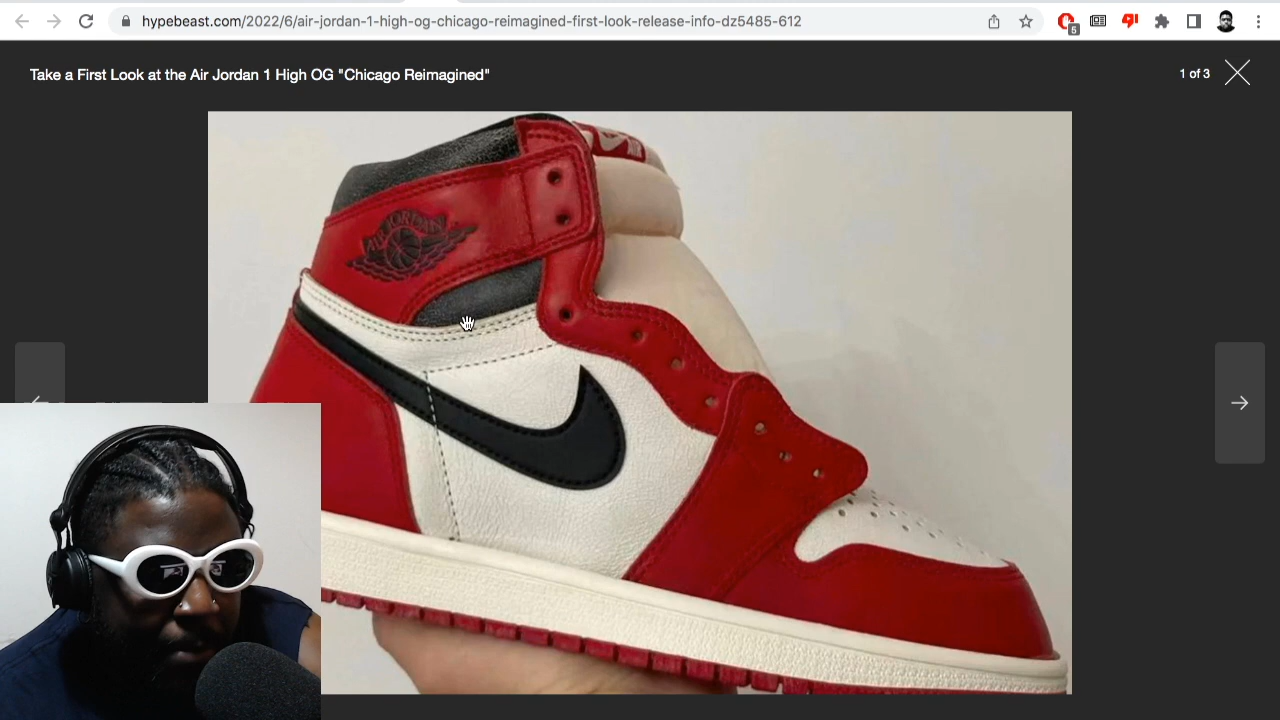 hypebeast.com/2022/6/air-jordan-1-high-og-chicago-reimagined-first-look-release-info-dz5485-612
5
Take a First Look at the Air Jordan 1 High OG "Chicago Reimagined"
1 of 3
AIR JORDAN